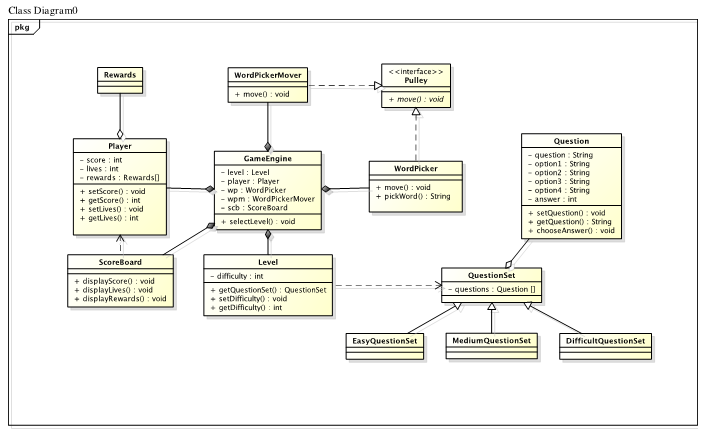 Class Diagram0
pkg
Rewards
WordPickerMover
+ move() : void
<<interface>>
Pulley
+ move() : void
Player
- score : int
- lives : int
- rewards : Rewards[]
+ setScore() : void
+ getScore() : int
+ setLives() : void
+ getLives() : int
GameEngine
- level : Level
- player : Player
- wp : WordPicker
- wpm : WordPickerMover
- scb : ScoreBoard
+ selectLevel() : void
WordPicker
+ move() : void
+ pickWord() : String
Question
- question : String
- option1 : String
- option2 : String
- option3 : String
- option4 : String
- answer : int
+ setQuestion() : void
+ getQuestion() : String
+ chooseAnswer() : void
ScoreBoard
+ displayScore() : void
+ displayLives() : void
+ displayRewards() : void
Level
- difficulty : int
+ getQuestionSet() : QuestionSet
+ setDifficulty() : void
+ getDifficulty() : int
QuestionSet
- questions : Question []
EasyQuestionSet
MediumQuestionSet
DifficultQuestionSet